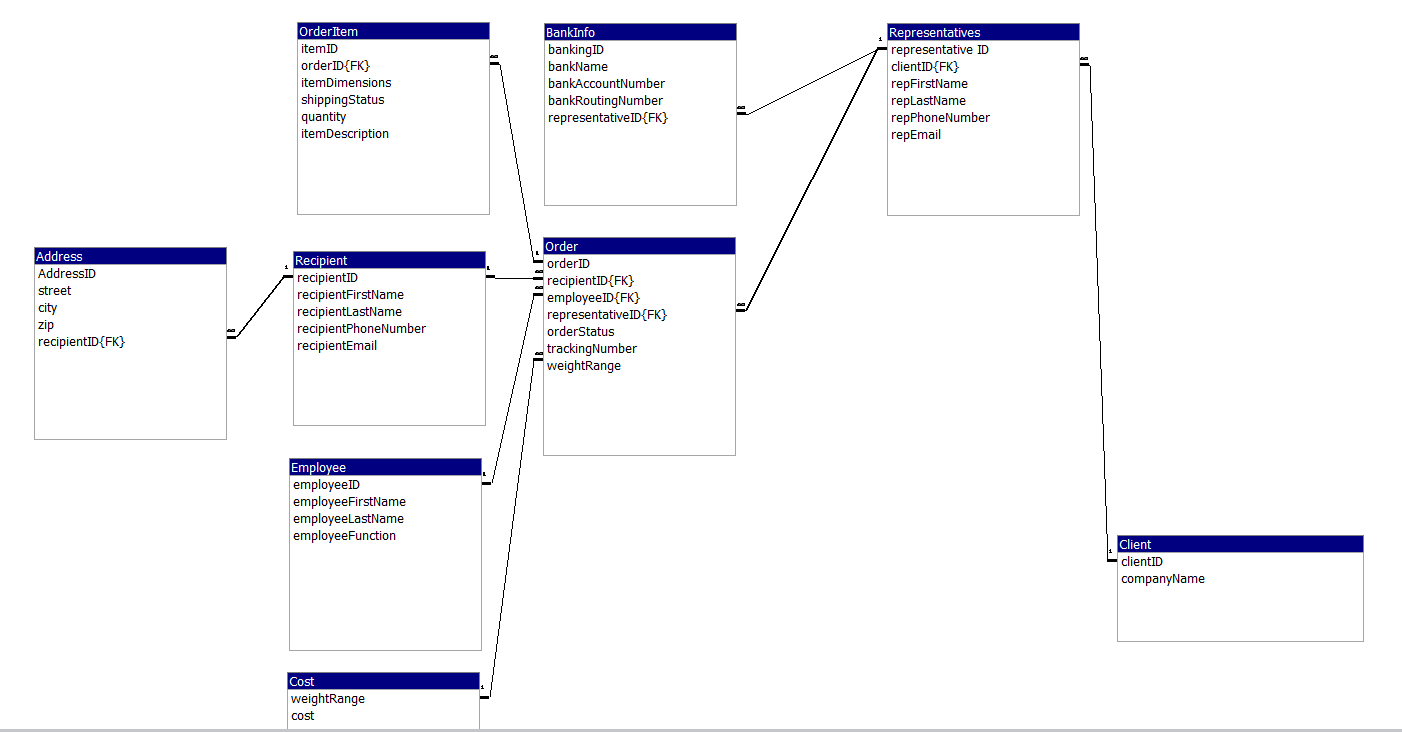 OrderItem
itemID
orderID{FK}
itemDimensions
shippingStatus
quantity
itemDescription
BankInfo
bankingID
bankName
bankAccountNumber
bankRoutingNumber
representativeID{FK}
Representatives
representative ID
clientID{FK}
repFirstName
repLastName
repPhoneNumber
repEmail
Address
AddressID
street
city
zip
recipientID{FK}
Recipient
recipientID
recipientFirstName
recipientLastName
recipientPhoneNumber
recipientEmail
Order
orderID
recipientID{FK}
employeeID{FK}
representativeID{FK}
orderStatus
trackingNumber
weightRange
Employee
employeeID
employeeFirstName
employeeLastName
employeeFunction
Client
clientID
companyName
Cost
weightRange
cost